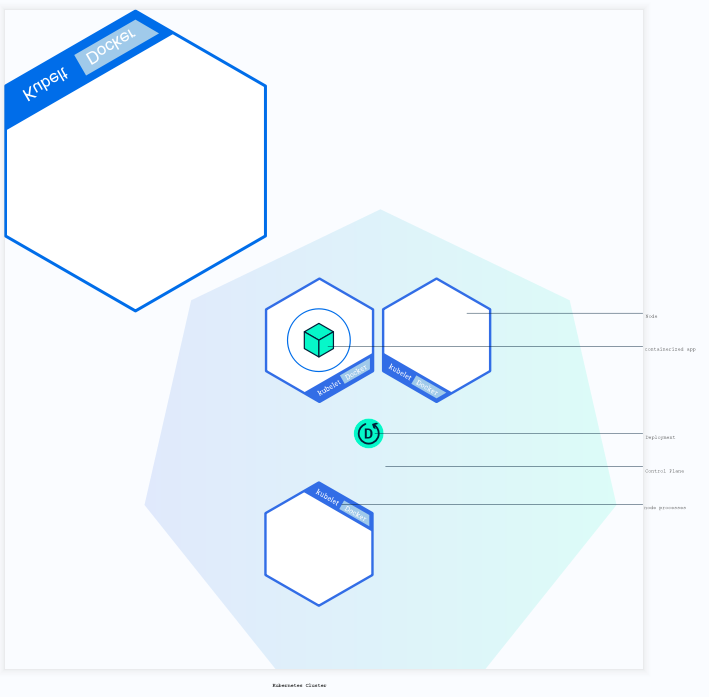 Kubelt
Docker
Node
containerized app
kubelet
Docker
kubelet
Docker
Deployment
Control Plane
kubelet
Docker
node processes
Kubernetes Cluster